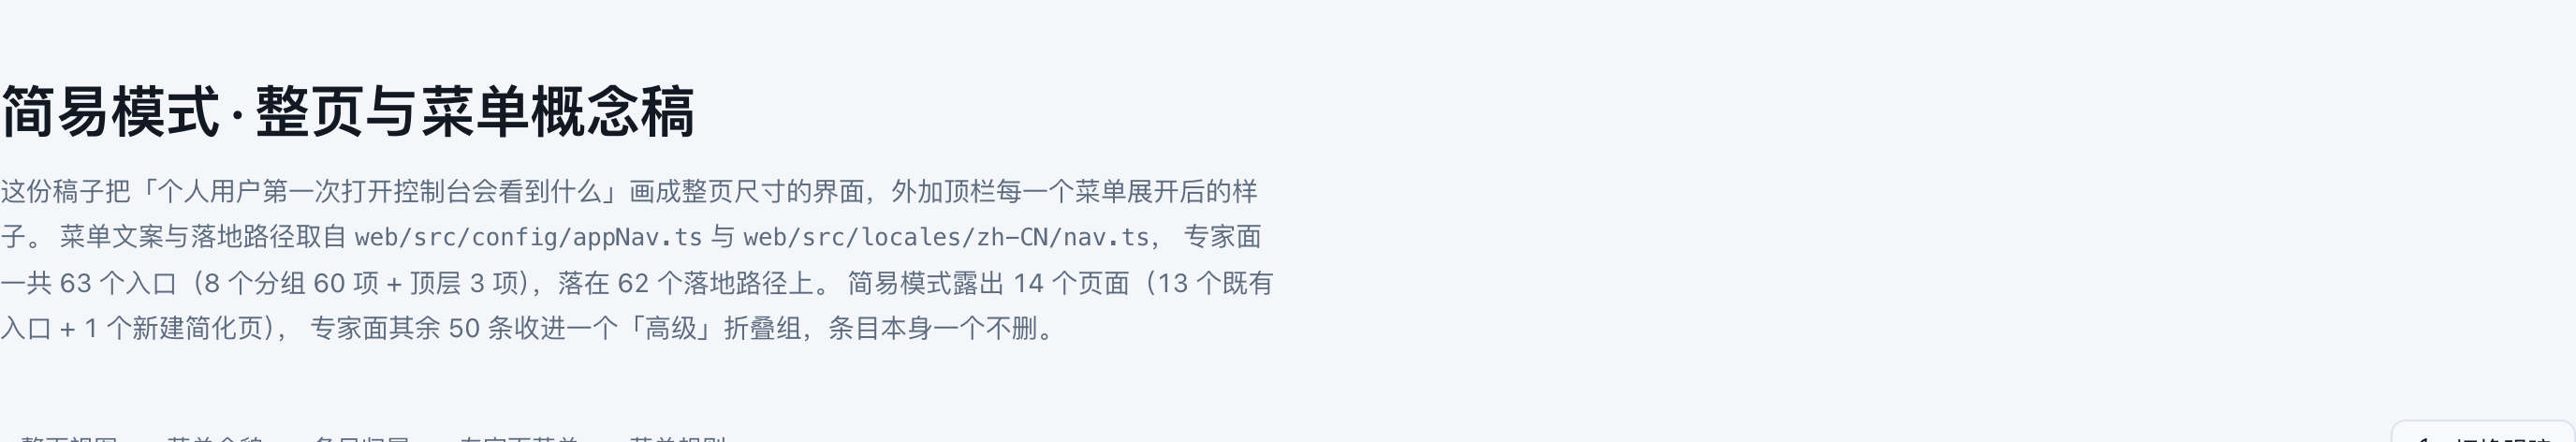 简易模式 · 整页与菜单概念稿
这份稿子把「个人用户第一次打开控制台会看到什么」画成整页尺寸的界面，外加顶栏每一个菜单展开后的样
子。 菜单文案与落地路径取自 web/src/config/appNav.ts 与 web/src/locales/zh-CN/nav.ts， 专家面
一共 63 个入口（8 个分组 60 项 + 顶层 3 项），落在 62 个落地路径上。 简易模式露出 14 个页面（13 个既有
入口 + 1 个新建简化页）， 专家面其余 50 条收进一个「高级」折叠组，条目本身一个不删。